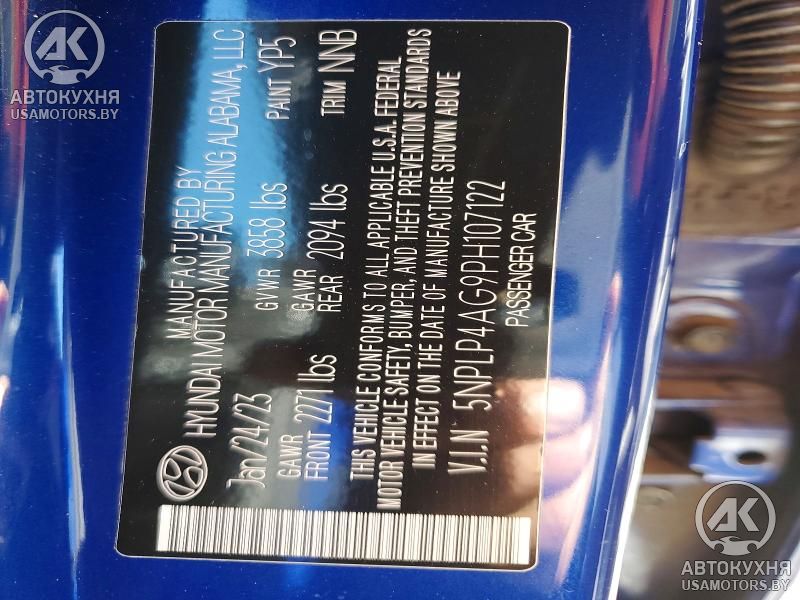 АК
АВТОКУХНЯ
USAMOTORS.BY
MANUFACTURED BY
HYUNDAI MOTOR MANUFACTURING ALABAMA, LLC
Jan/24/23 GVWR 3858 lbs PAINT YP5
GAWR FRONT 2271 lbs GAWR REAR 2094 lbs TRIM NNB
THIS VEHICLE CONFORMS TO ALL APPLICABLE U.S.A. FEDERAL
MOTOR VEHICLE SAFETY, BUMPER, AND THEFT PREVENTION STANDARDS
IN EFFECT ON THE DATE OF MANUFACTURE SHOWN ABOVE
V.I.N 5NPLP4AG9PH107122
PASSENGER CAR
АК
АВТОКУХНЯ
USAMOTORS.BY